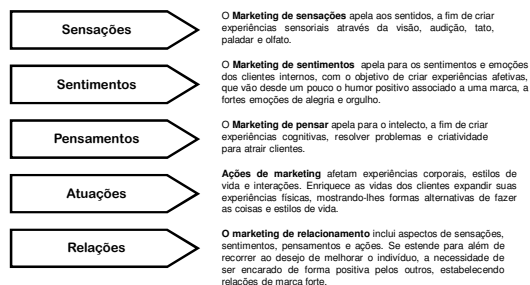 Sensações
O Marketing de sensações apela aos sentidos, a fim de criar
experiências sensoriais através da visão, audição, tato,
paladar e olfato.
Sentimentos
O Marketing de sentimentos apela para os sentimentos e emoções
dos clientes internos, com o objetivo de criar experiências afetivas,
que vão desde um pouco o humor positivo associado a uma marca, a
fortes emoções de alegria e orgulho.
Pensamentos
O Marketing de pensar apela para o intelecto, a fim de criar
experiências cognitivas, resolver problemas e criatividade
para atrair clientes.
Atuações
Ações de marketing afetam experiências corporais, estilos de
vida e interações. Enriquece as vidas dos clientes expandir suas
experiências físicas, mostrando-lhes formas alternativas de fazer
as coisas e estilos de vida.
Relações
O marketing de relacionamento inclui aspectos de sensações,
sentimentos, pensamentos e ações. Se estende para além de
recorrer ao desejo de melhorar o indivíduo, a necessidade de
ser encarado de forma positiva pelos outros, estabelecendo
relações de marca forte.